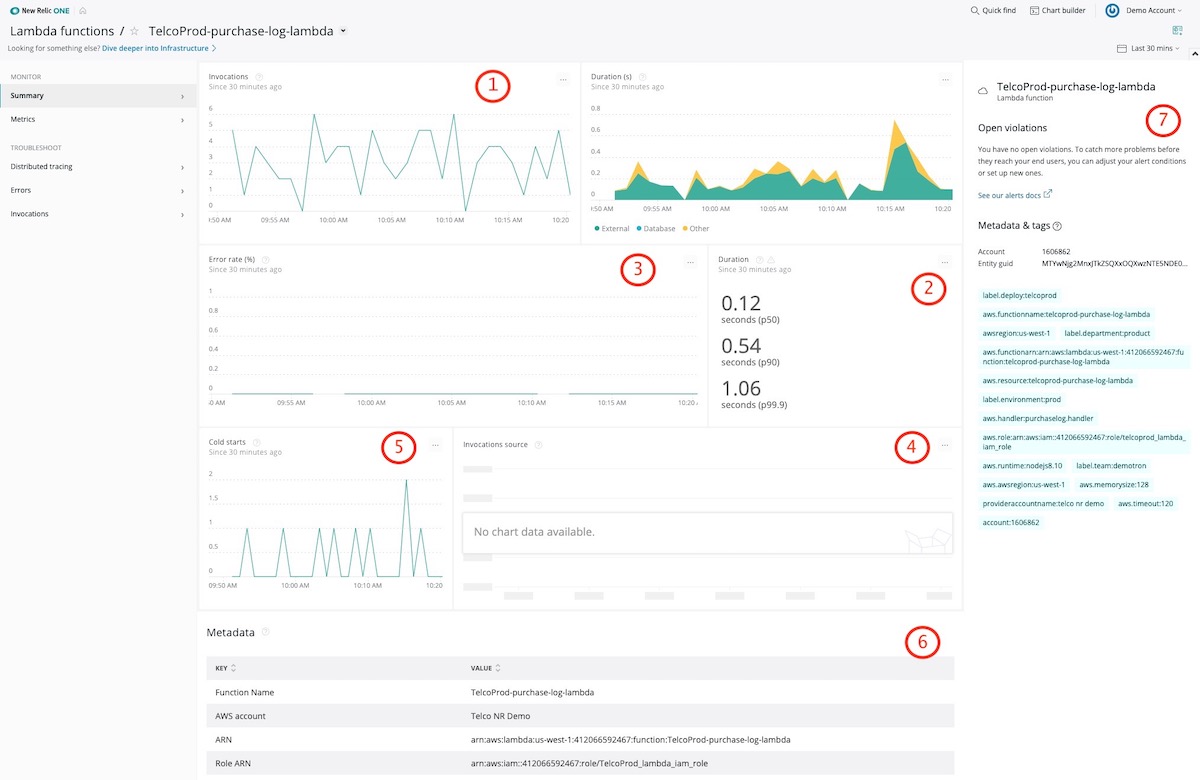 New Relic ONE
Quick find
Chart builder
Demo Account
Lambda functions / ☆ TelcoProd-purchase-log-lambda
Looking for something else? Dive deeper into Infrastructure >
Last 30 mins
MONITOR
Summary
Metrics
TROUBLESHOOT
Distributed tracing
Errors
Invocations
Invocations
Since 30 minutes ago
1
6
5
4
3
2
1
0
9:50 AM 09:55 AM 10:00 AM 10:05 AM 10:10 AM 10:15 AM 10:20
Duration (s)
Since 30 minutes ago
0.8
0.6
0.4
0.2
0
9:50 AM 09:55 AM 10:00 AM 10:05 AM 10:10 AM 10:15 AM 10:20
External Database Other
Error rate (%)
Since 30 minutes ago
3
1
0.8
0.6
0.4
0.2
0
:0 AM 09:55 AM 10:00 AM 10:05 AM 10:10 AM 10:15 AM 10:20
Duration
Since 30 minutes ago
2
0.12
seconds (p50)
0.54
seconds (p90)
1.06
seconds (p99.9)
Cold starts
Since 30 minutes ago
5
2
1.5
1
0.5
0
09:50 AM 10:00 AM 10:10 AM 10:20
Invocations source
4
No chart data available.
Metadata
6
KEY VALUE
Function Name TelcoProd-purchase-log-lambda
AWS account Telco NR Demo
ARN arn:aws:lambda:us-west-1:412066592467:function:TelcoProd-purchase-log-lambda
Role ARN arn:aws:iam::412066592467:role/TelcoProd_lambda_iam_role
TelcoProd-purchase-log-lambda
Lambda function
7
Open violations
You have no open violations. To catch more problems before
they reach your end users, you can adjust your alert conditions
or set up new ones.
See our alerts docs
Metadata & tags
Account 1606862
Entity guid MTYwNjg2MnxJTkZSQXxOQXwzNTE5NDE0...
label.deploy:telcoprod
aws.functionname:telcoprod-purchase-log-lambda
awsregion:us-west-1 label.department:product
aws.functionarn:arn:aws:lambda:us-west-1:412066592467:fu
nction:telcoprod-purchase-log-lambda
aws.resource:telcoprod-purchase-log-lambda
label.environment:prod
aws.handler:purchaselog.handler
aws.role:arn:aws:iam::412066592467:role/telcoprod_lambda_
iam_role
aws.runtime:nodejs8.10 label.team:demotron
aws.awsregion:us-west-1 aws.memorysize:128
provideraccountname:telco nr demo aws.timeout:120
account:1606862